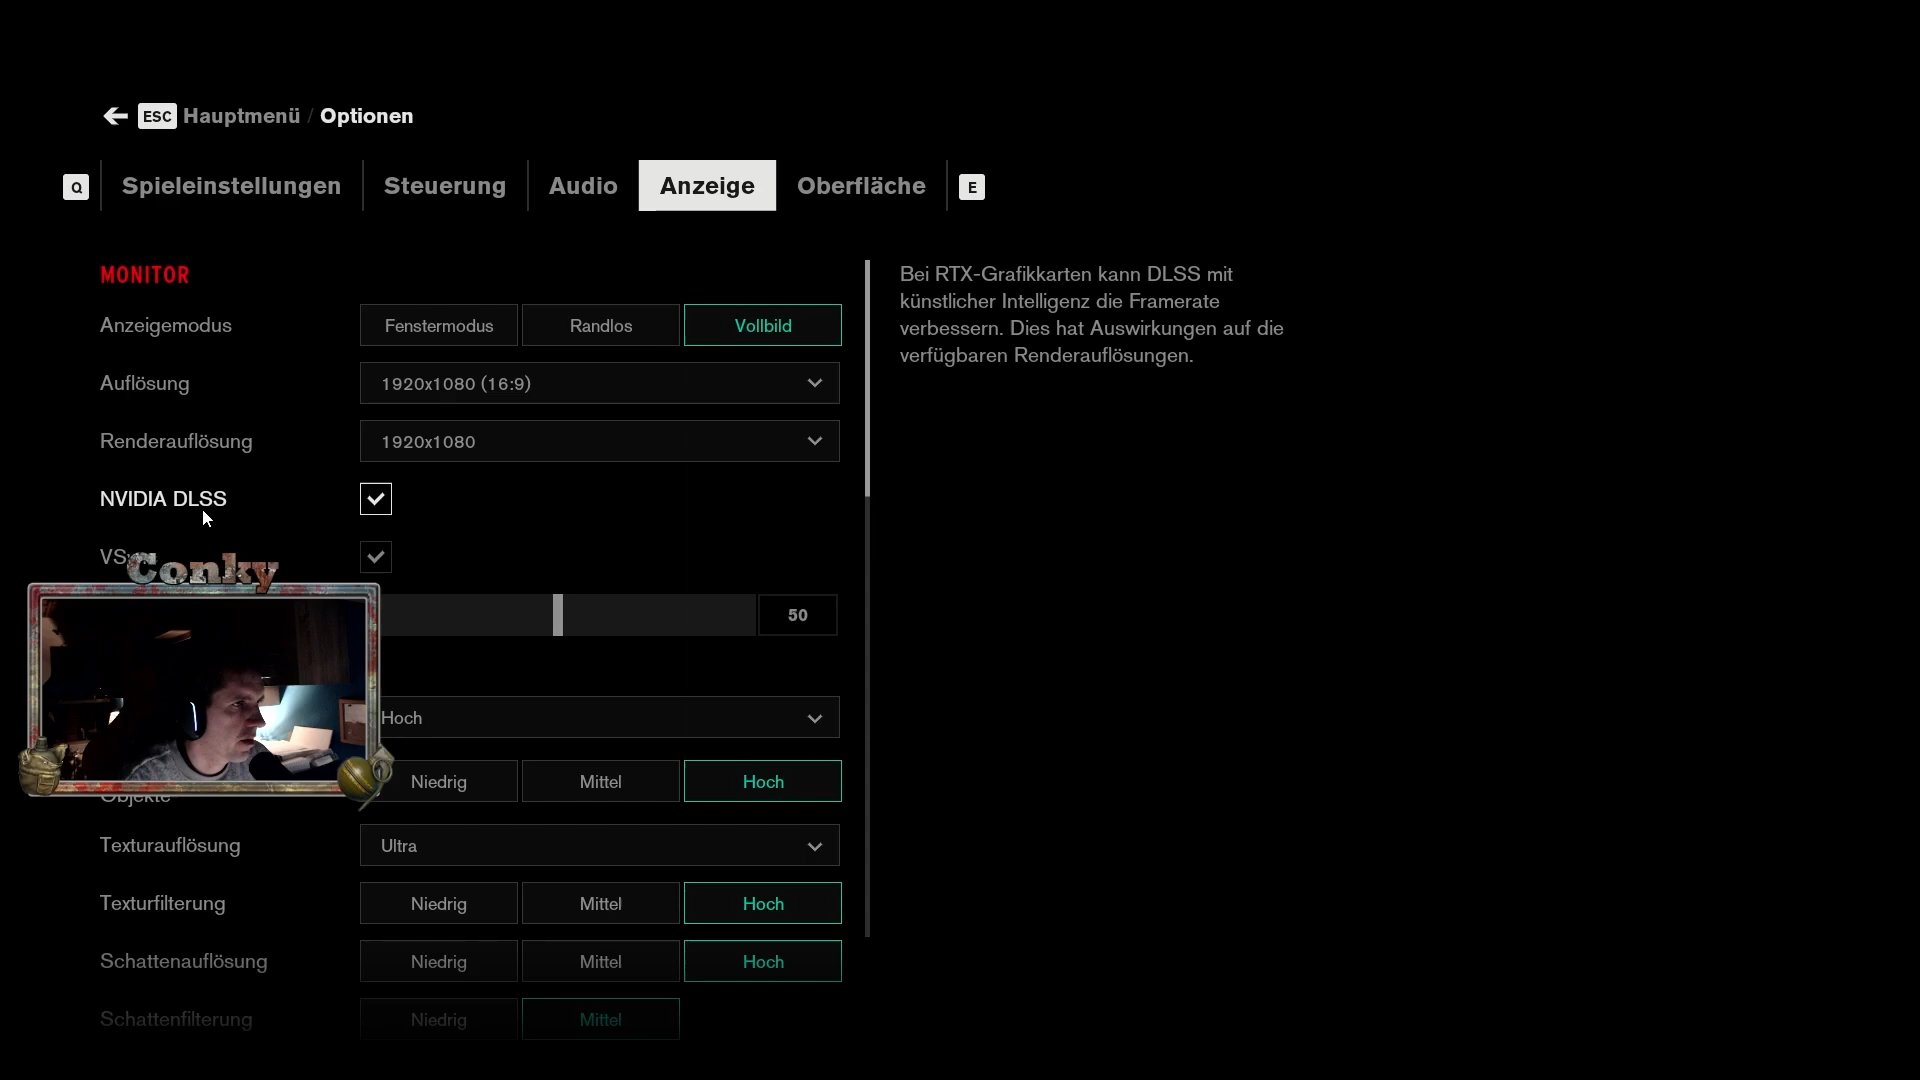 ESC Hauptmenü / Optionen
Q Spieleinstellungen Steuerung Audio Anzeige Oberfläche E
MONITOR
Anzeigemodus Fenstermodus Randlos Vollbild
Auflösung 1920x1080 (16:9)
Renderauflösung 1920x1080
NVIDIA DLSS
Conky
50
Hoch
Niedrig Mittel Hoch
Objekte
Texturauflösung Ultra
Texturfilterung Niedrig Mittel Hoch
Schattenauflösung Niedrig Mittel Hoch
Schattenfilterung Niedrig Mittel
Bei RTX-Grafikkarten kann DLSS mit
künstlicher Intelligenz die Framerate
verbessern. Dies hat Auswirkungen auf die
verfügbaren Renderauflösungen.